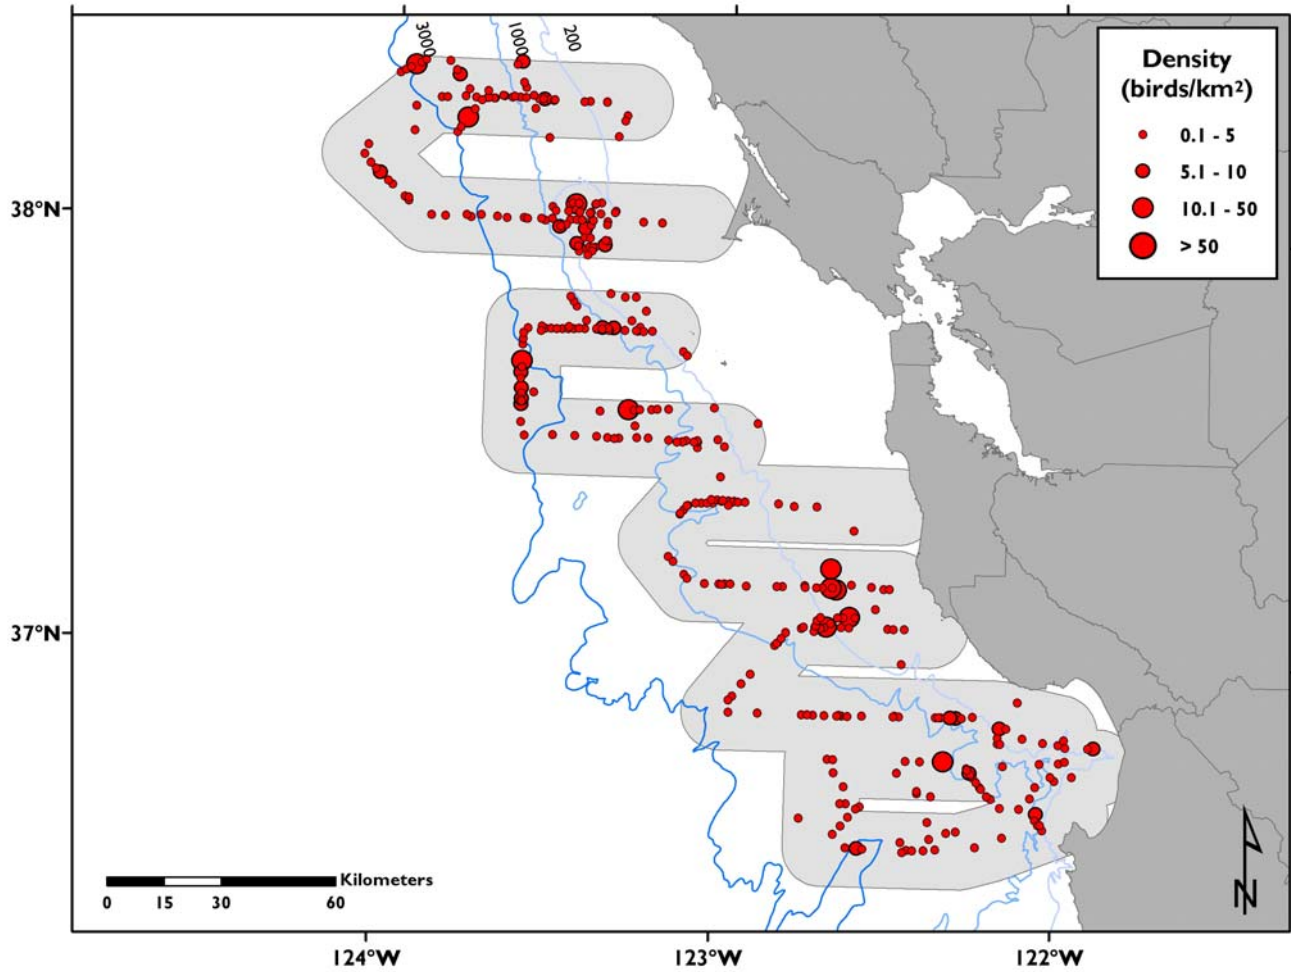 3000
1000
200
Density
(birds/km²)
0.1 - 5
5.1 - 10
10.1 - 50
> 50
38°N
37°N
Kilometers
0 15 30 60
N
124°W 123°W 122°W